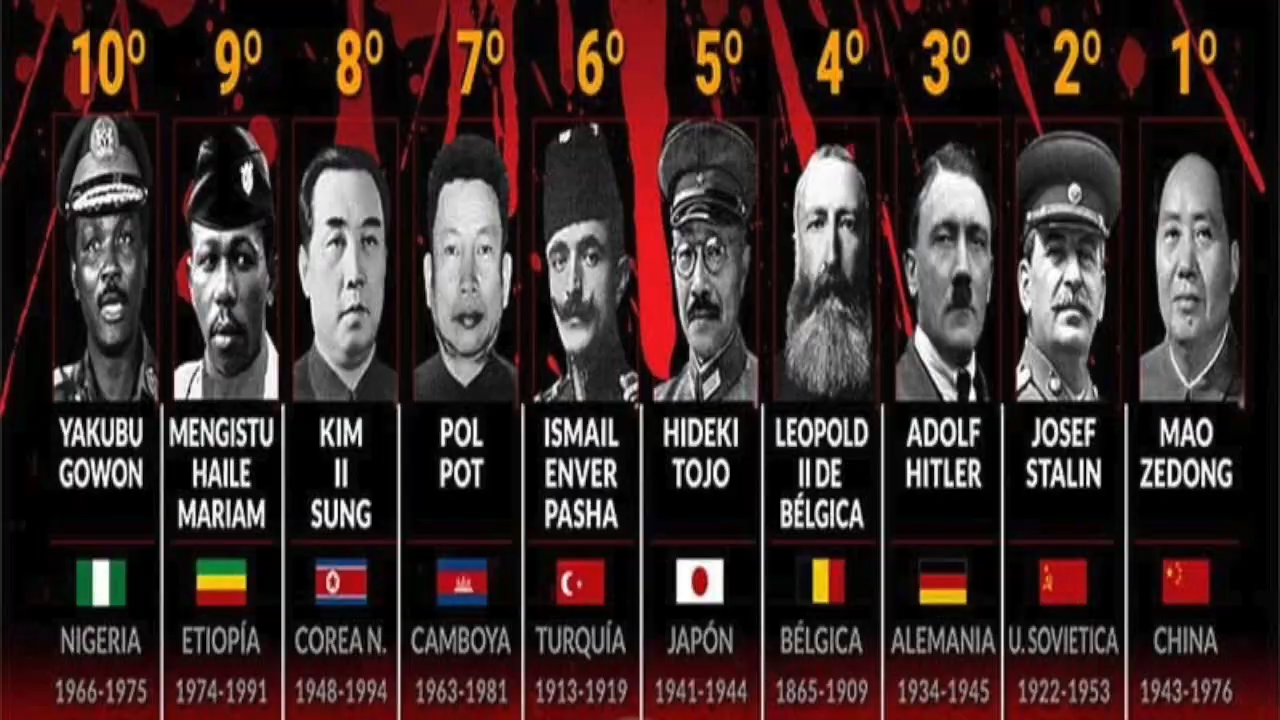 10º 9º 8º 7º 6º 5º 4º 3º 2º 1º
YAKUBU
GOWON
MENGISTU
HAILE
MARIAM
KIM
II
SUNG
POL
POT
ISMAIL
ENVER
PASHA
HIDEKI
TOJO
LEOPOLD
II DE
BÉLGICA
ADOLF
HITLER
JOSEF
STALIN
MAO
ZEDONG
NIGERIA ETIOPÍA COREA N. CAMBOYA TURQUÍA JAPÓN BÉLGICA ALEMANIA U. SOVIETICA CHINA
1966-1975 1974-1991 1948-1994 1963-1981 1913-1919 1941-1944 1865-1909 1934-1945 1922-1953 1943-1976